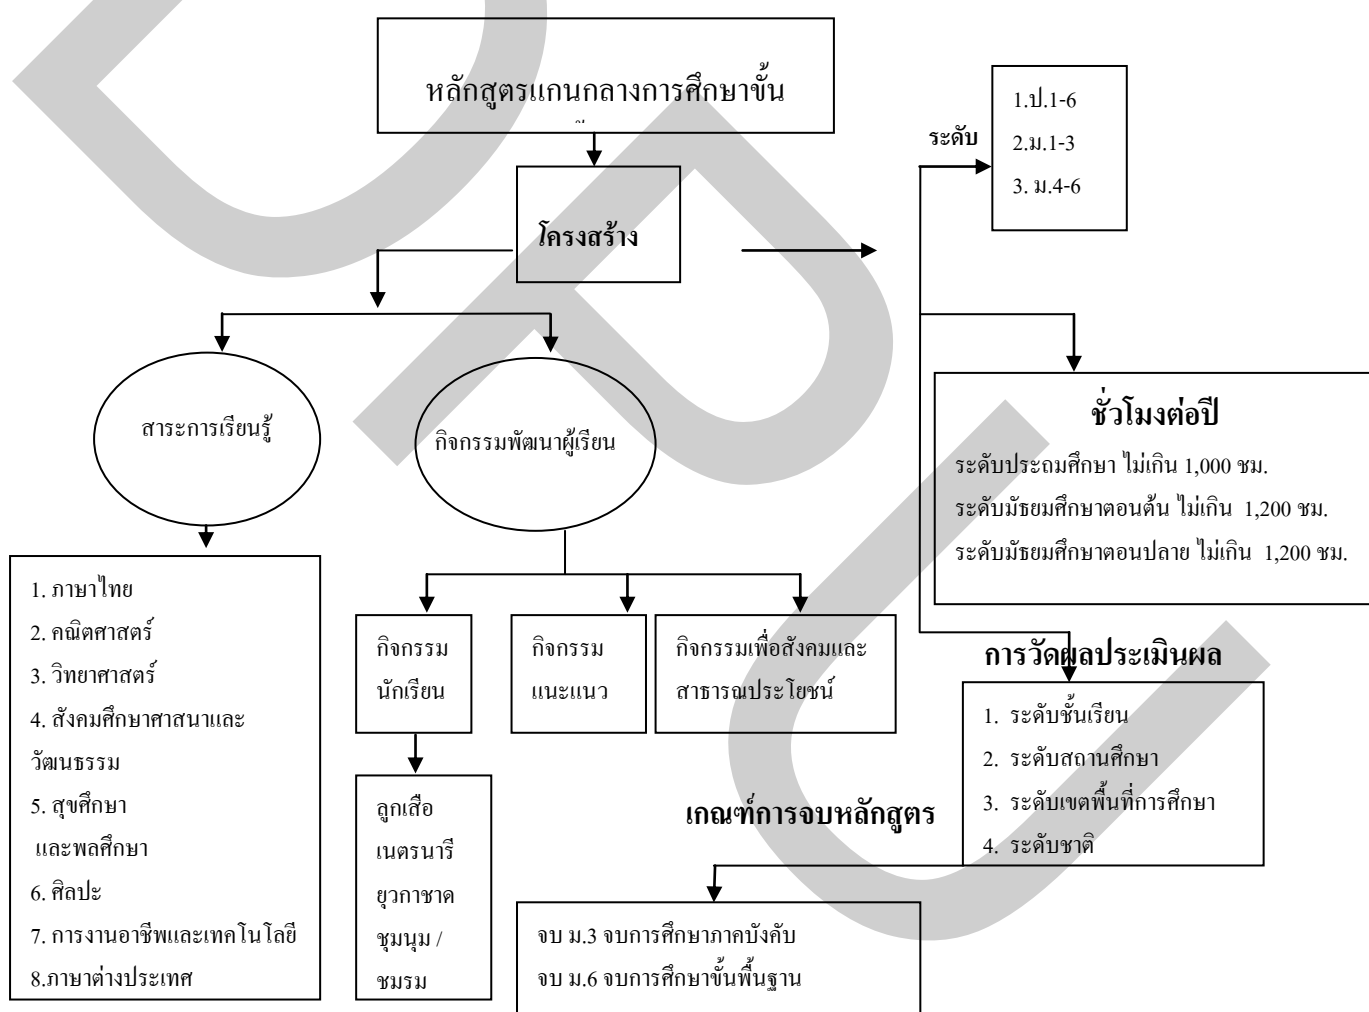 หลักสูตรแกนกลางการศึกษาขั้น
โครงสร้าง
ระดับ
1.ป.1-6
2.ม.1-3
3. ม.4-6
สาระการเรียนรู้
กิจกรรมพัฒนาผู้เรียน
ชั่วโมงต่อปี
ระดับประถมศึกษา ไม่เกิน 1,000 ชม.
ระดับมัธยมศึกษาตอนต้น ไม่เกิน 1,200 ชม.
ระดับมัธยมศึกษาตอนปลาย ไม่เกิน 1,200 ชม.
1. ภาษาไทย
2. คณิตศาสตร์
3. วิทยาศาสตร์
4. สังคมศึกษาศาสนาและ
วัฒนธรรม
5. สุขศึกษา
และพลศึกษา
6. ศิลปะ
7. การงานอาชีพและเทคโนโลยี
8.ภาษาต่างประเทศ
กิจกรรม
นักเรียน
กิจกรรม
แนะแนว
กิจกรรมเพื่อสังคมและ
สาธารณประโยชน์
ลูกเสือ
เนตรนารี
ยุวกาชาด
ชุมนุม /
ชมรม
การวัดผลประเมินผล
1. ระดับชั้นเรียน
2. ระดับสถานศึกษา
3. ระดับเขตพื้นที่การศึกษา
4. ระดับชาติ
เกณฑ์การจบหลักสูตร
จบ ม.3 จบการศึกษาภาคบังคับ
จบ ม.6 จบการศึกษาขั้นพื้นฐาน